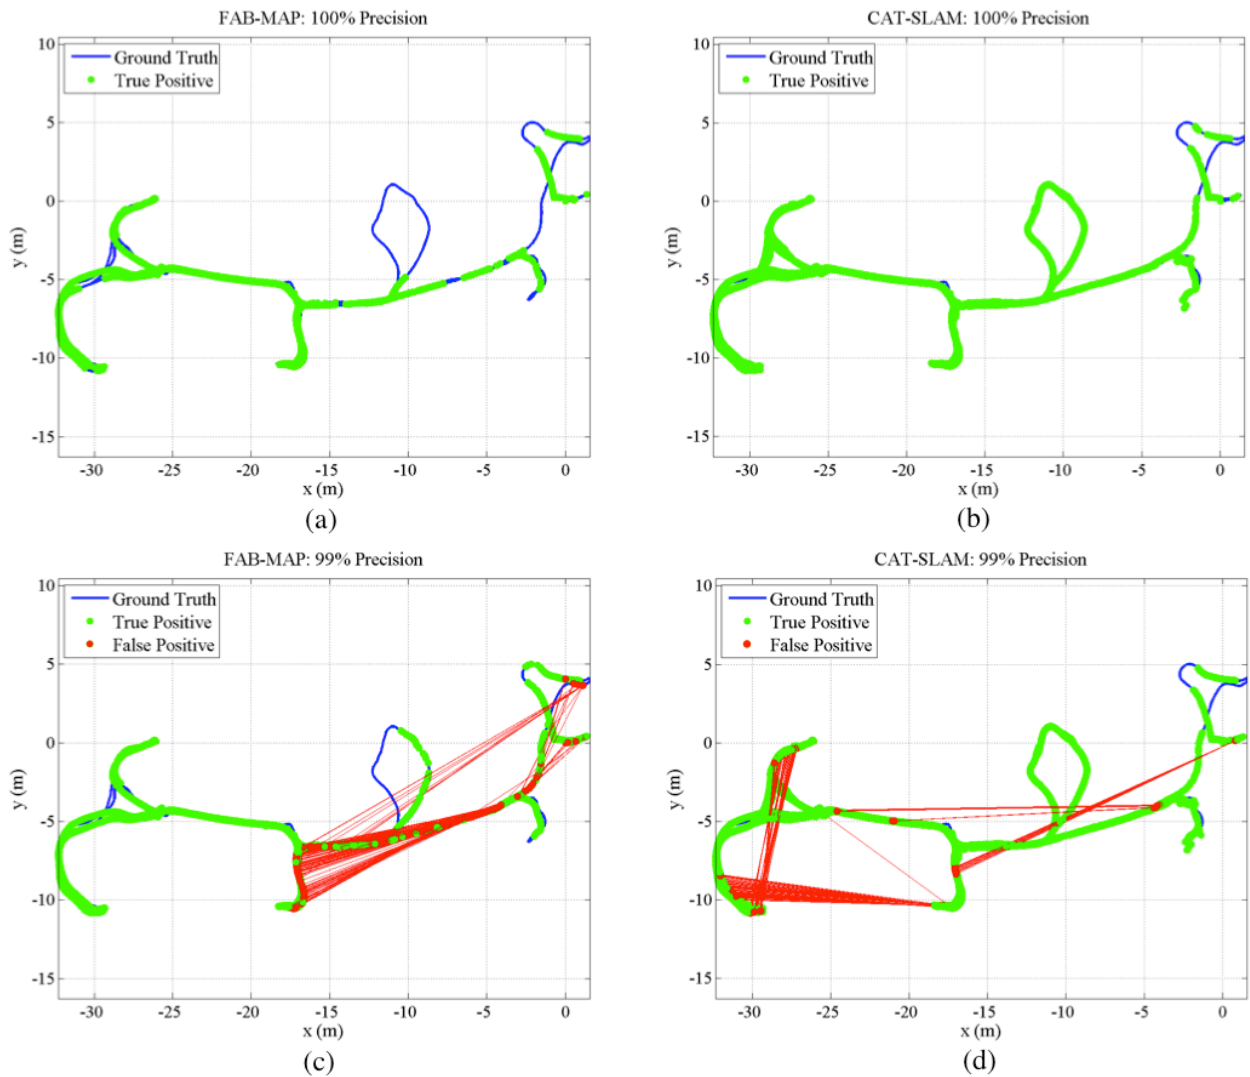 FAB-MAP: 100% Precision
10
5
0
-5
-10
-15
y (m)
Ground Truth
True Positive
-30 -25 -20 -15 -10 -5 0
x (m)
(a)
CAT-SLAM: 100% Precision
10
5
0
-5
-10
-15
y (m)
Ground Truth
True Positive
-30 -25 -20 -15 -10 -5 0
x (m)
(b)
FAB-MAP: 99% Precision
10
5
0
-5
-10
-15
y (m)
Ground Truth
True Positive
False Positive
-30 -25 -20 -15 -10 -5 0
x (m)
(c)
CAT-SLAM: 99% Precision
10
5
0
-5
-10
-15
y (m)
Ground Truth
True Positive
False Positive
-30 -25 -20 -15 -10 -5 0
x (m)
(d)